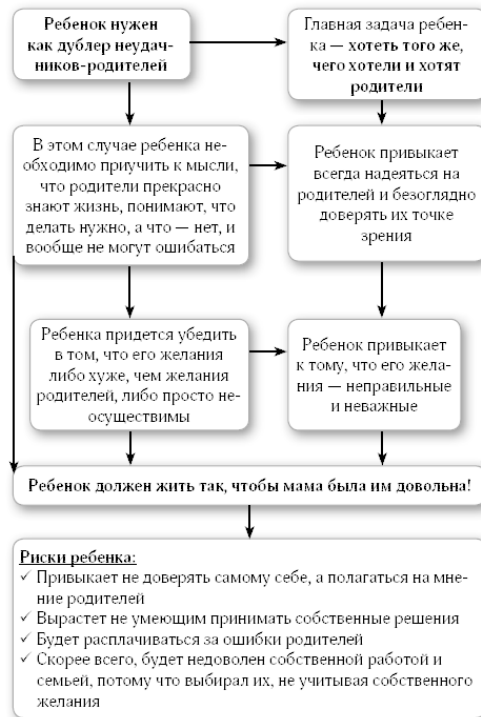 Ребенок нужен
как дублер неудач-
ников-родителей
Главная задача ребен-
ка — хотеть того же,
чего хотели и хотят
родители
В этом случае ребенка не-
обходимо приучить к мысли,
что родители прекрасно
знают жизнь, понимают, что
делать нужно, а что — нет, и
вообще не могут ошибаться
Ребенок привыкает
всегда надеяться на
родителей и безоглядно
доверять их точке
зрения
Ребенка придется убедить
в том, что его желания
либо хуже, чем желания
родителей, либо просто не-
осуществимы
Ребенок привыкает
к тому, что его жела-
ния — неправильные
и неважные
Ребенок должен жить так, чтобы мама была им довольна!
Риски ребенка:
✓ Привыкает не доверять самому себе, а полагаться на мне-
ние родителей
✓ Вырастет не умеющим принимать собственные решения
✓ Будет расплачиваться за ошибки родителей
✓ Скорее всего, будет недоволен собственной работой и
семьей, потому что выбирал их, не учитывая собственного
желания